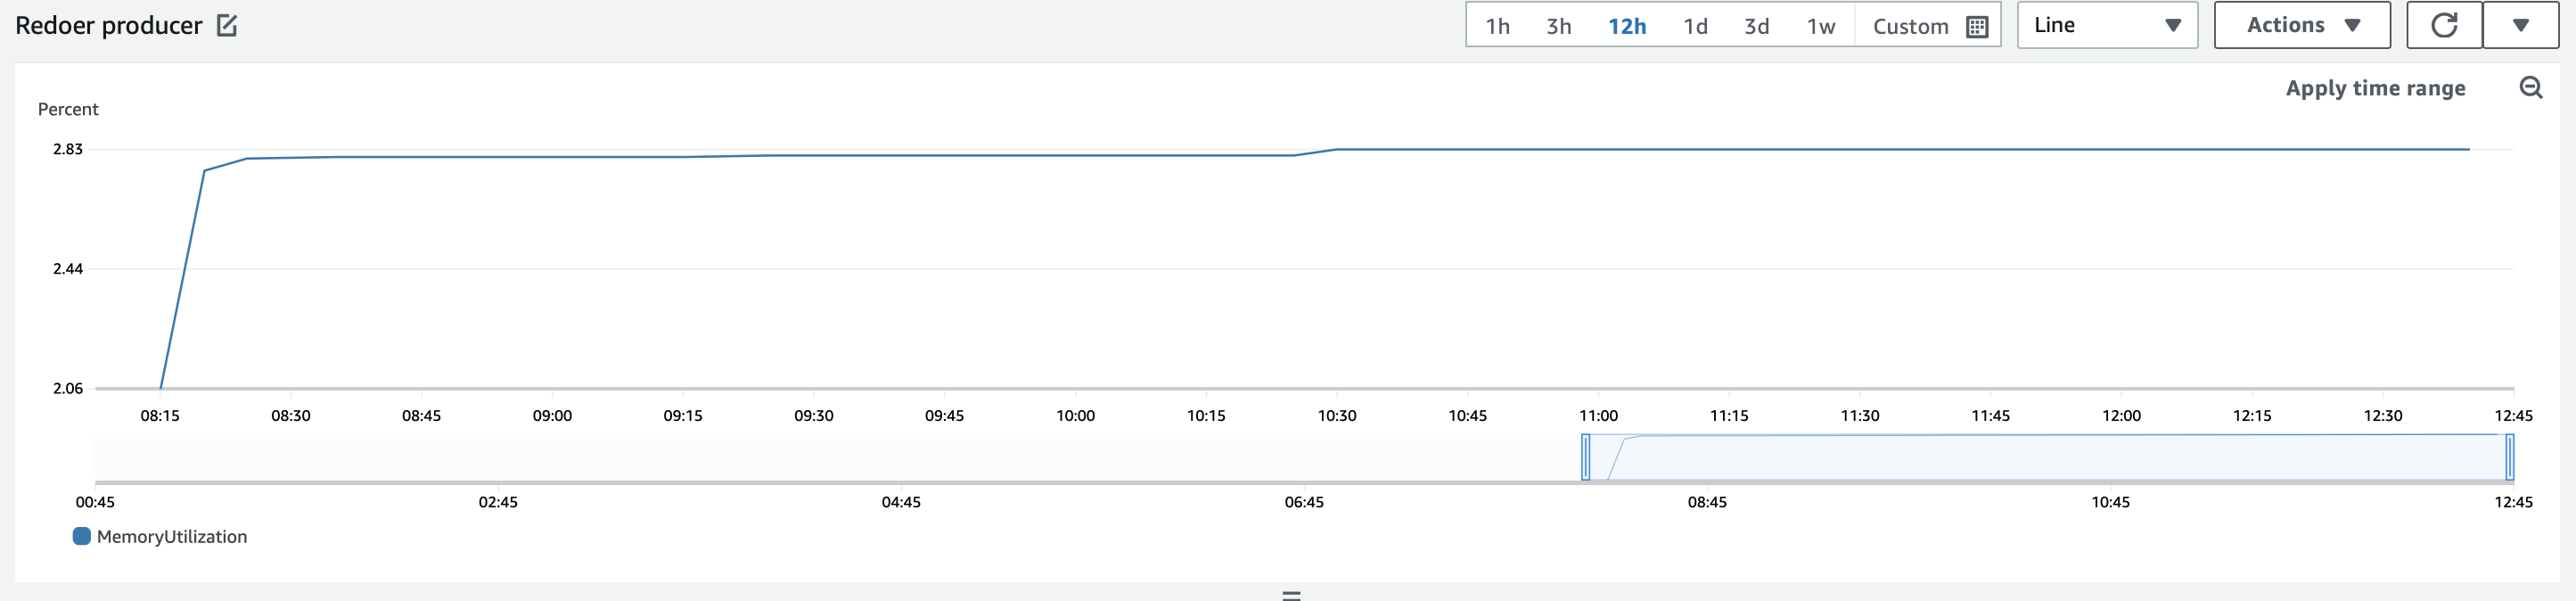 Redoer producer
1h 3h 12h 1d 3d 1w Custom Line Actions
Apply time range
Percent
2.83
2.44
2.06
08:15 08:30 08:45 09:00 09:15 09:30 09:45 10:00 10:15 10:30 10:45 11:00 11:15 11:30 11:45 12:00 12:15 12:30 12:45
00:45 02:45 04:45 06:45 08:45 10:45 12:45
MemoryUtilization